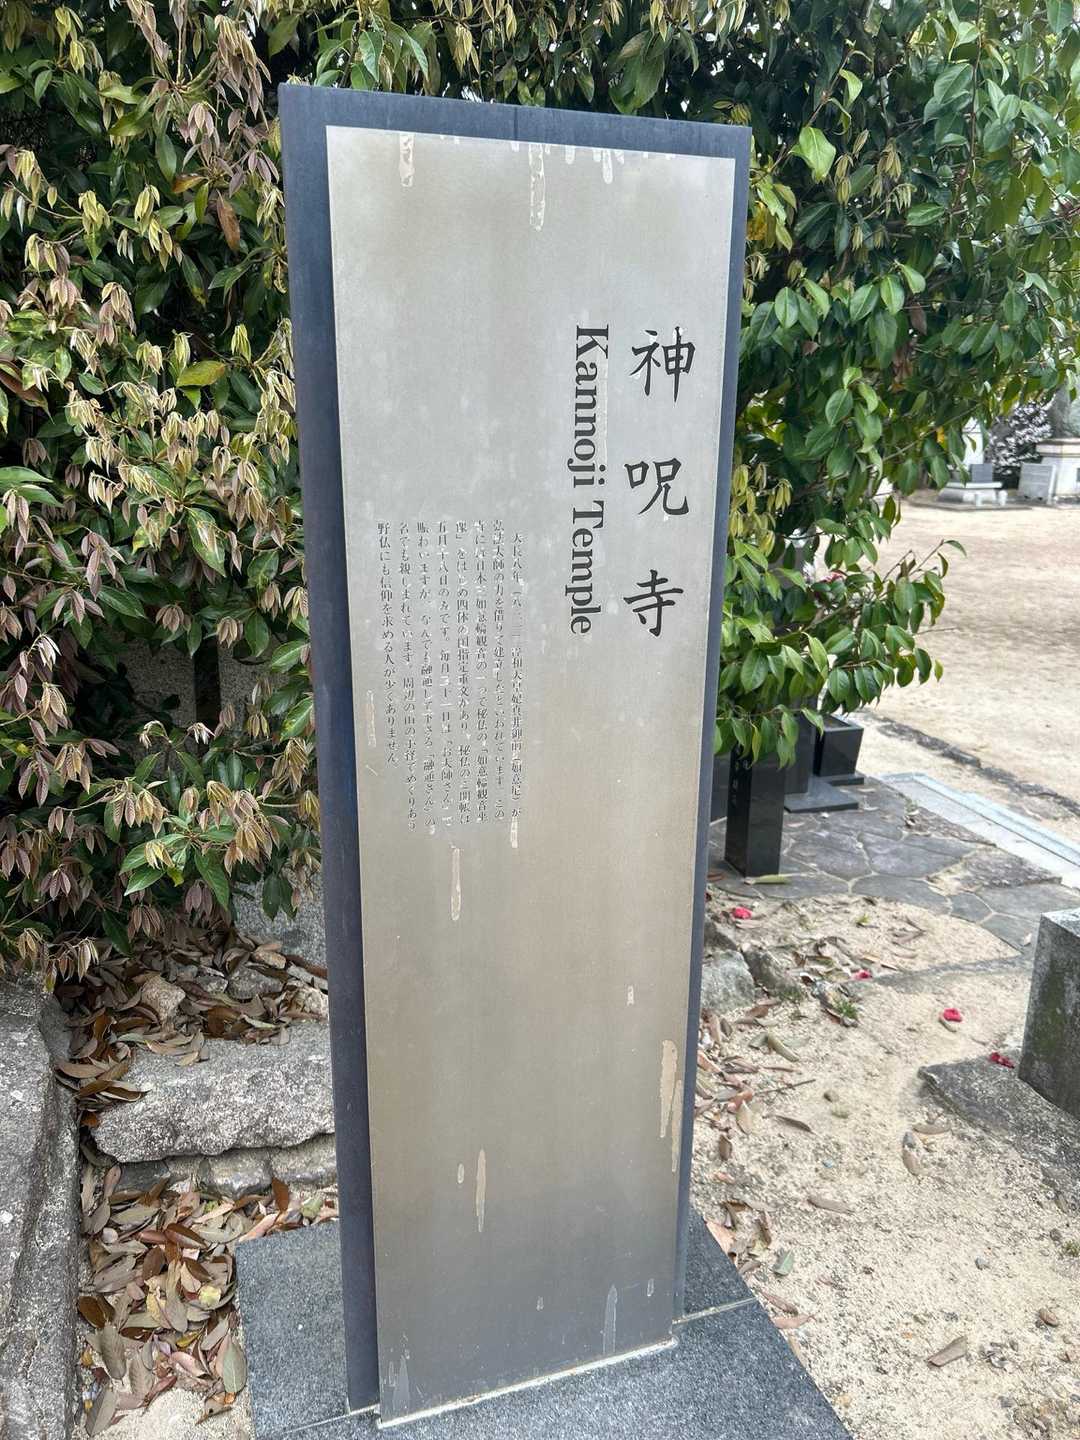 神呪寺
Kannoji Temple
天長八年(八三一)淳和天皇妃真井御前(如意尼)が
弘法大師の力を借りて建立したといわれています。この
寺には日本三如意輪観音の一つで秘仏の「如意輪観音坐
像」をはじめ四体の国指定重文があり、秘仏のご開帳は
五月十八日のみです。毎月二十一日は「お大師さん」で
賑わいますが、なんでも融通して下さる「融通さん」の
名でも親しまれています。周辺の山の手径でめぐりあう
野仏にも信仰を求める人が少くありません。